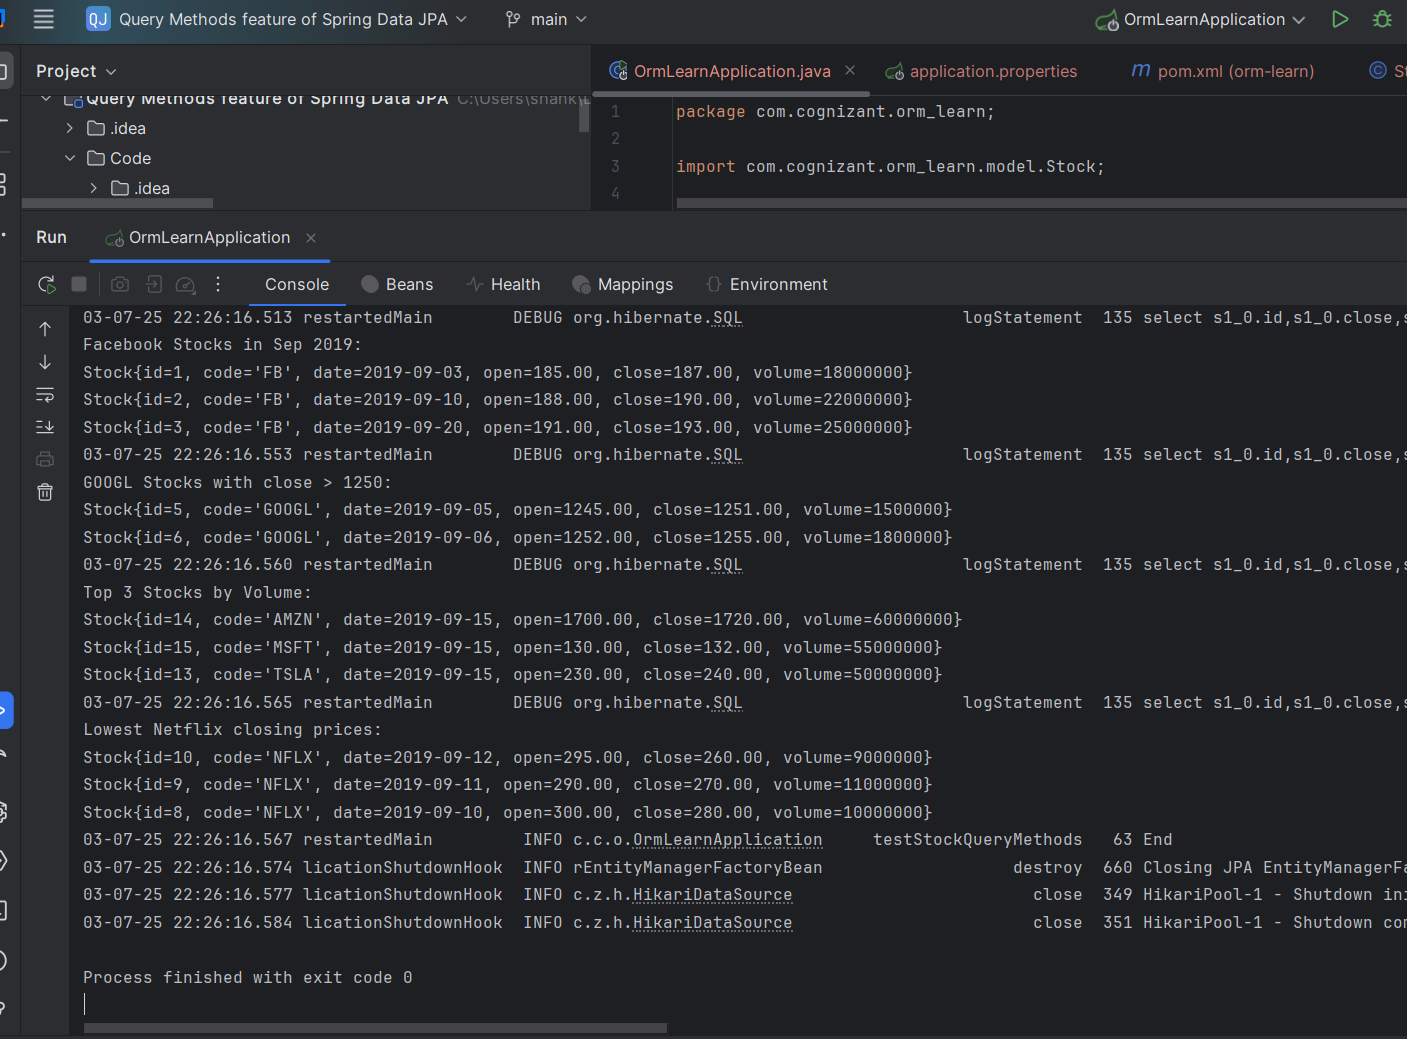 QJ Query Methods feature of Spring Data JPA main OrmLearnApplication
Project
OrmLearnApplication.java application.properties m pom.xml (orm-learn) © St
Query Methods feature of Spring Data JPA C:\Users\shank\
.idea
Code
.idea
1 package com.cognizant.orm_learn;
2
3 import com.cognizant.orm_learn.model.Stock;
4
Run OrmLearnApplication
Console Beans Health Mappings Environment
03-07-25 22:26:16.513 restartedMain DEBUG org.hibernate.SQL logStatement 135 select s1_0.id,s1_0.close,s
Facebook Stocks in Sep 2019:
Stock{id=1, code='FB', date=2019-09-03, open=185.00, close=187.00, volume=18000000}
Stock{id=2, code='FB', date=2019-09-10, open=188.00, close=190.00, volume=22000000}
Stock{id=3, code='FB', date=2019-09-20, open=191.00, close=193.00, volume=25000000}
03-07-25 22:26:16.553 restartedMain DEBUG org.hibernate.SQL logStatement 135 select s1_0.id,s1_0.close,s
GOOGL Stocks with close > 1250:
Stock{id=5, code='GOOGL', date=2019-09-05, open=1245.00, close=1251.00, volume=1500000}
Stock{id=6, code='GOOGL', date=2019-09-06, open=1252.00, close=1255.00, volume=1800000}
03-07-25 22:26:16.560 restartedMain DEBUG org.hibernate.SQL logStatement 135 select s1_0.id,s1_0.close,s
Top 3 Stocks by Volume:
Stock{id=14, code='AMZN', date=2019-09-15, open=1700.00, close=1720.00, volume=60000000}
Stock{id=15, code='MSFT', date=2019-09-15, open=130.00, close=132.00, volume=55000000}
Stock{id=13, code='TSLA', date=2019-09-15, open=230.00, close=240.00, volume=50000000}
03-07-25 22:26:16.565 restartedMain DEBUG org.hibernate.SQL logStatement 135 select s1_0.id,s1_0.close,s
Lowest Netflix closing prices:
Stock{id=10, code='NFLX', date=2019-09-12, open=295.00, close=260.00, volume=9000000}
Stock{id=9, code='NFLX', date=2019-09-11, open=290.00, close=270.00, volume=11000000}
Stock{id=8, code='NFLX', date=2019-09-10, open=300.00, close=280.00, volume=10000000}
03-07-25 22:26:16.567 restartedMain INFO c.c.o.OrmLearnApplication testStockQueryMethods 63 End
03-07-25 22:26:16.574 licationShutdownHook INFO rEntityManagerFactoryBean destroy 660 Closing JPA EntityManagerFa
03-07-25 22:26:16.577 licationShutdownHook INFO c.z.h.HikariDataSource close 349 HikariPool-1 - Shutdown ini
03-07-25 22:26:16.584 licationShutdownHook INFO c.z.h.HikariDataSource close 351 HikariPool-1 - Shutdown com
Process finished with exit code 0